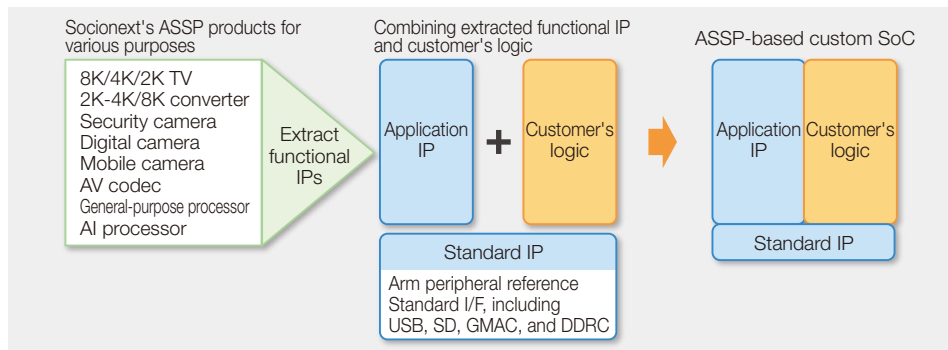 Socionext's ASSP products for
various purposes
8K/4K/2K TV
2K-4K/8K converter
Security camera
Digital camera
Mobile camera
AV codec
General-purpose processor
AI processor
Extract
functional
IPs
Combining extracted functional IP
and customer's logic
Application
IP
+
Customer's
logic
Standard IP
Arm peripheral reference
Standard I/F, including
USB, SD, GMAC, and DDRC
ASSP-based custom SoC
Application
IP
Customer's
logic
Standard IP